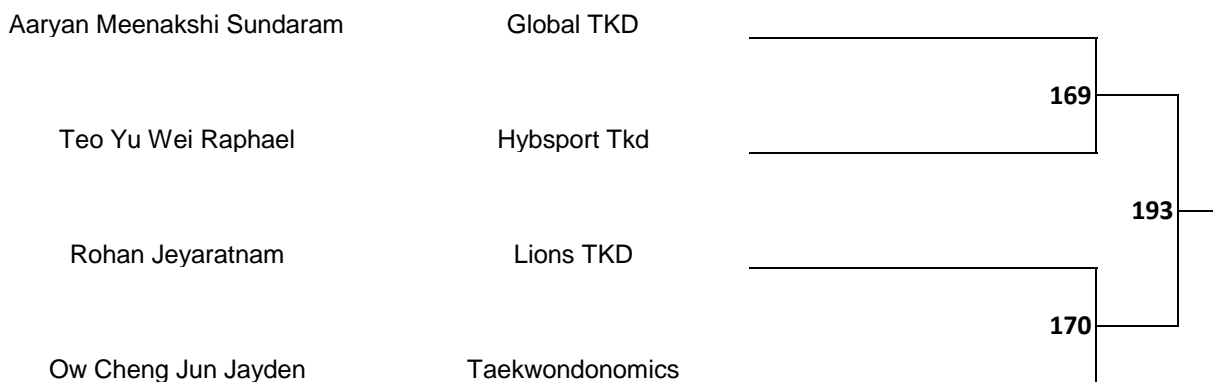 Aaryan Meenakshi Sundaram Global TKD
169
Teo Yu Wei Raphael Hybsport Tkd
193
Rohan Jeyaratnam Lions TKD
170
Ow Cheng Jun Jayden Taekwondonomics